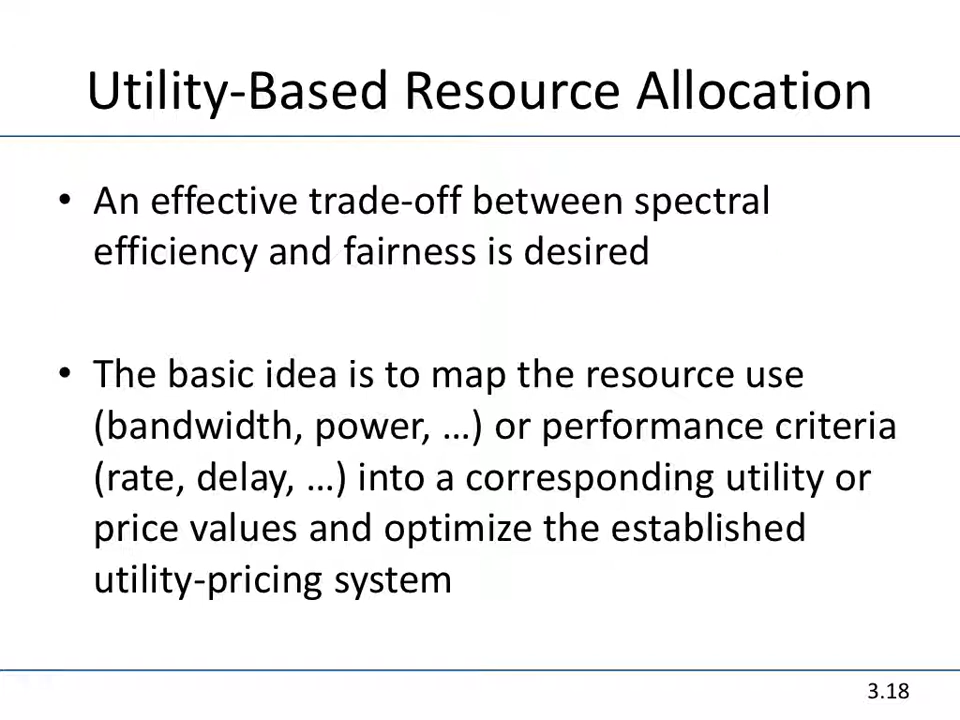 Utility-Based Resource Allocation
• An effective trade-off between spectral
efficiency and fairness is desired
• The basic idea is to map the resource use
(bandwidth, power, …) or performance criteria
(rate, delay, …) into a corresponding utility or
price values and optimize the established
utility-pricing system
3.18